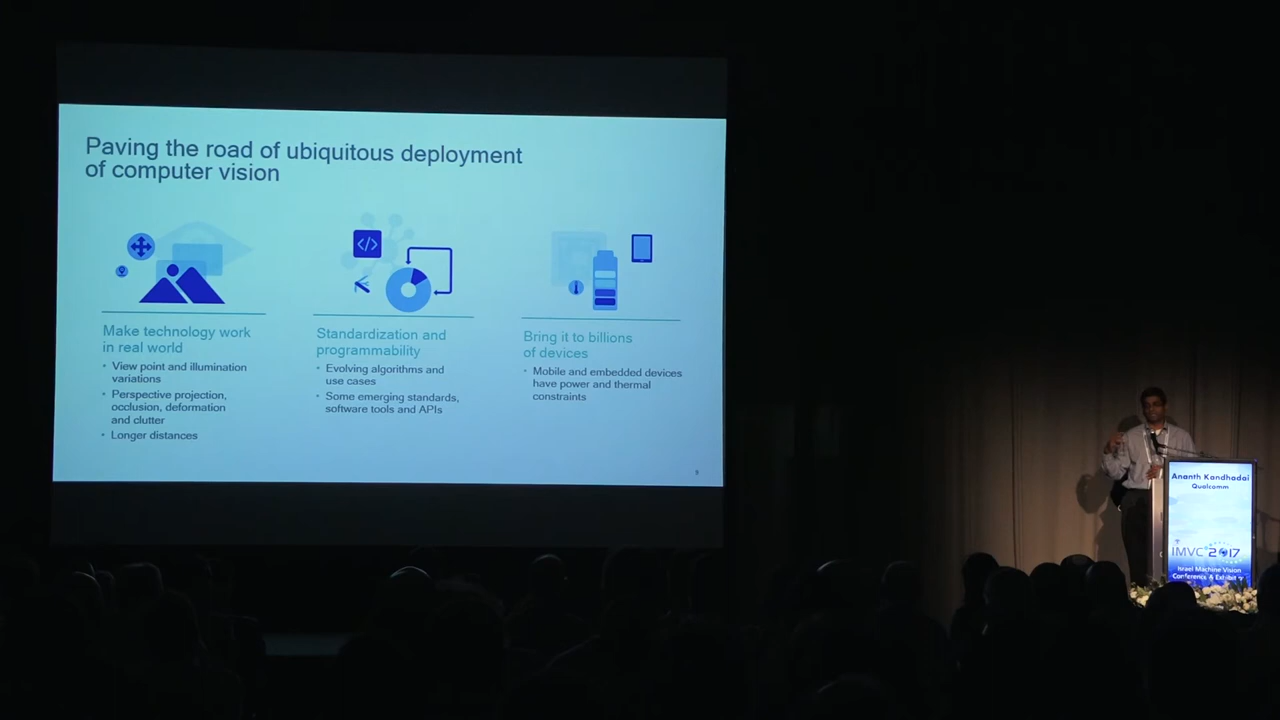 Paving the road of ubiquitous deployment
of computer vision
</>
Make technology work
in real world
• View point and illumination
variations
• Perspective projection,
occlusion, deformation
and clutter
• Longer distances
Standardization and
programmability
• Evolving algorithms and
use cases
• Some emerging standards,
software tools and APIs
Bring it to billions
of devices
• Mobile and embedded devices
have power and thermal
constraints
Ananth Kandhadai
Qualcomm
IMVC 2017
Israel Machine Vision
Conference & Exhibit